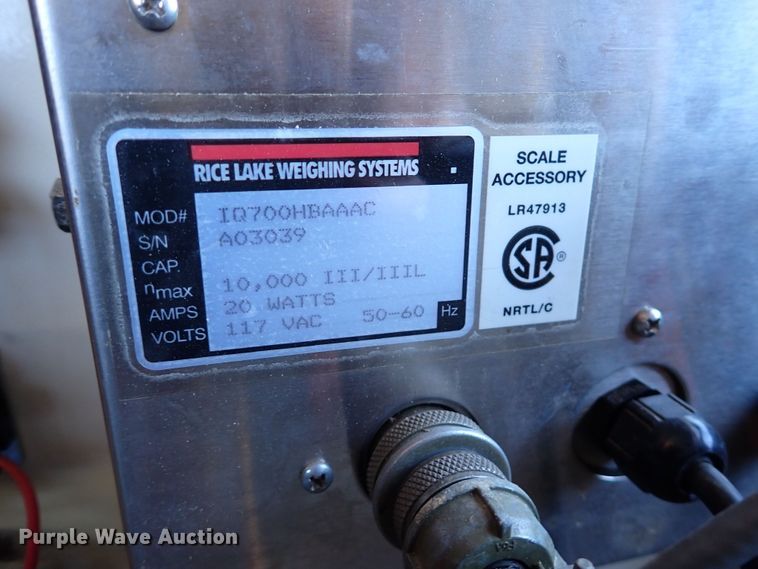 RICE LAKE WEIGHING SYSTEMS
MOD# IQ700HBAAAC
S/N A03039
CAP.
nmax 10,000 III/IIIL
AMPS 20 WATTS
VOLTS 117 VAC 50-60 Hz
SCALE
ACCESSORY
LR47913
SA ®
NRTL/C
Purple Wave Auction